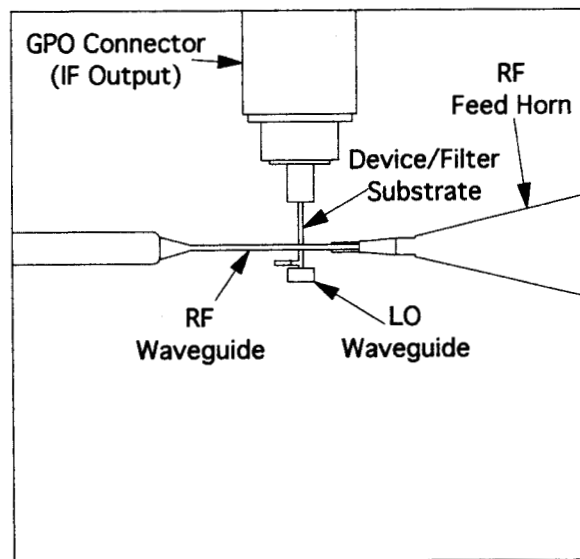 GPO Connector
(IF Output)
RF
Feed Horn
Device/Filter
Substrate
RF
Waveguide
LO
Waveguide